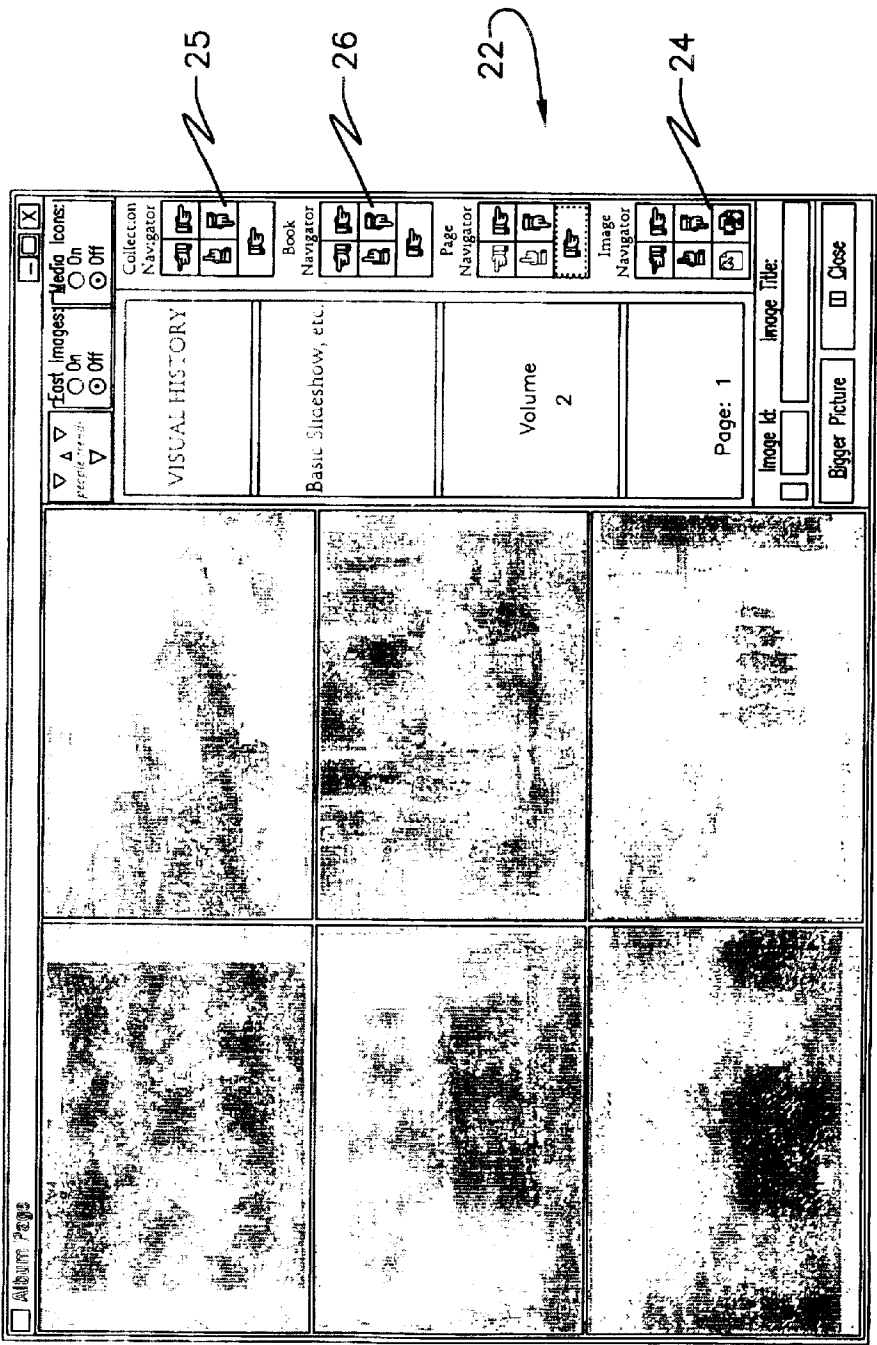 Album Page
people trends
Fast Images:
On
Off
Media Icons:
On
Off
VISUAL HISTORY
Collection
Navigator
25
Basic Slideshow, etc.
Book
Navigator
26
Volume
2
Page
Navigator
22
Page: 1
Image
Navigator
24
Image Id:
Image Title:
Bigger Picture
Close